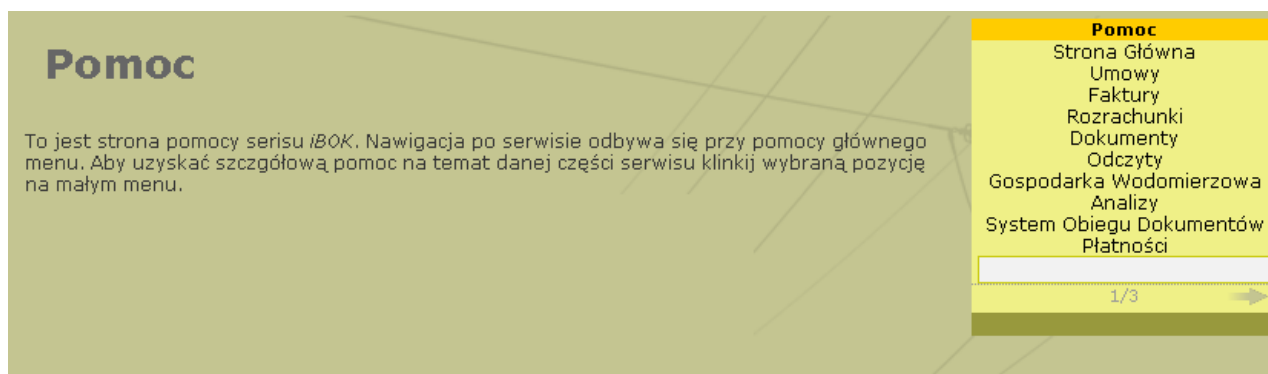 Pomoc
To jest strona pomocy serisu iBOK. Nawigacja po serwisie odbywa się przy pomocy głównego
menu. Aby uzyskać szczgółową pomoc na temat danej części serwisu klinkij wybraną pozycję
na małym menu.
Pomoc
Strona Główna
Umowy
Faktury
Rozrachunki
Dokumenty
Odczyty
Gospodarka Wodomierzowa
Analizy
System Obiegu Dokumentów
Płatności
1/3